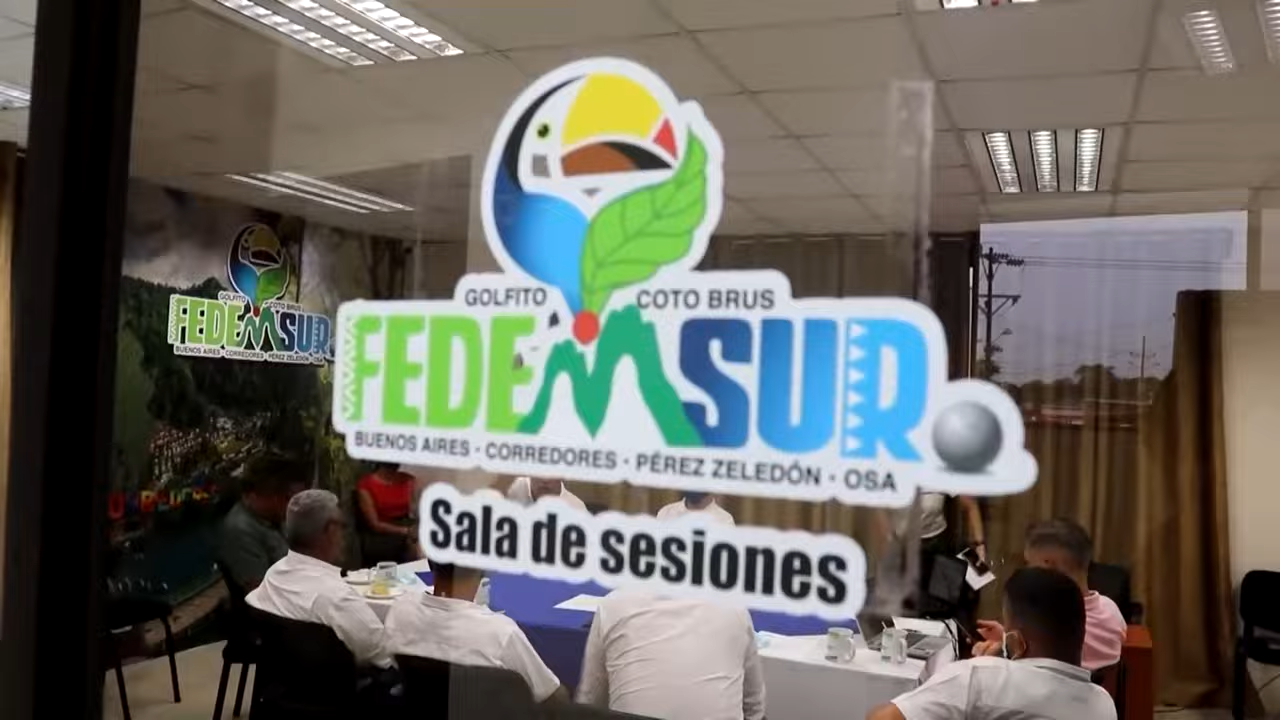 GOLFITO COTO BRUS
FEDEMSUR
BUENOS AIRES · CORREDORES · PÉREZ ZELEDÓN · OSA
Sala de sesiones
GOLFITO COTO BRUS
FEDEMSUR
BUENOS AIRES · CORREDORES · PÉREZ ZELEDÓN · OSA